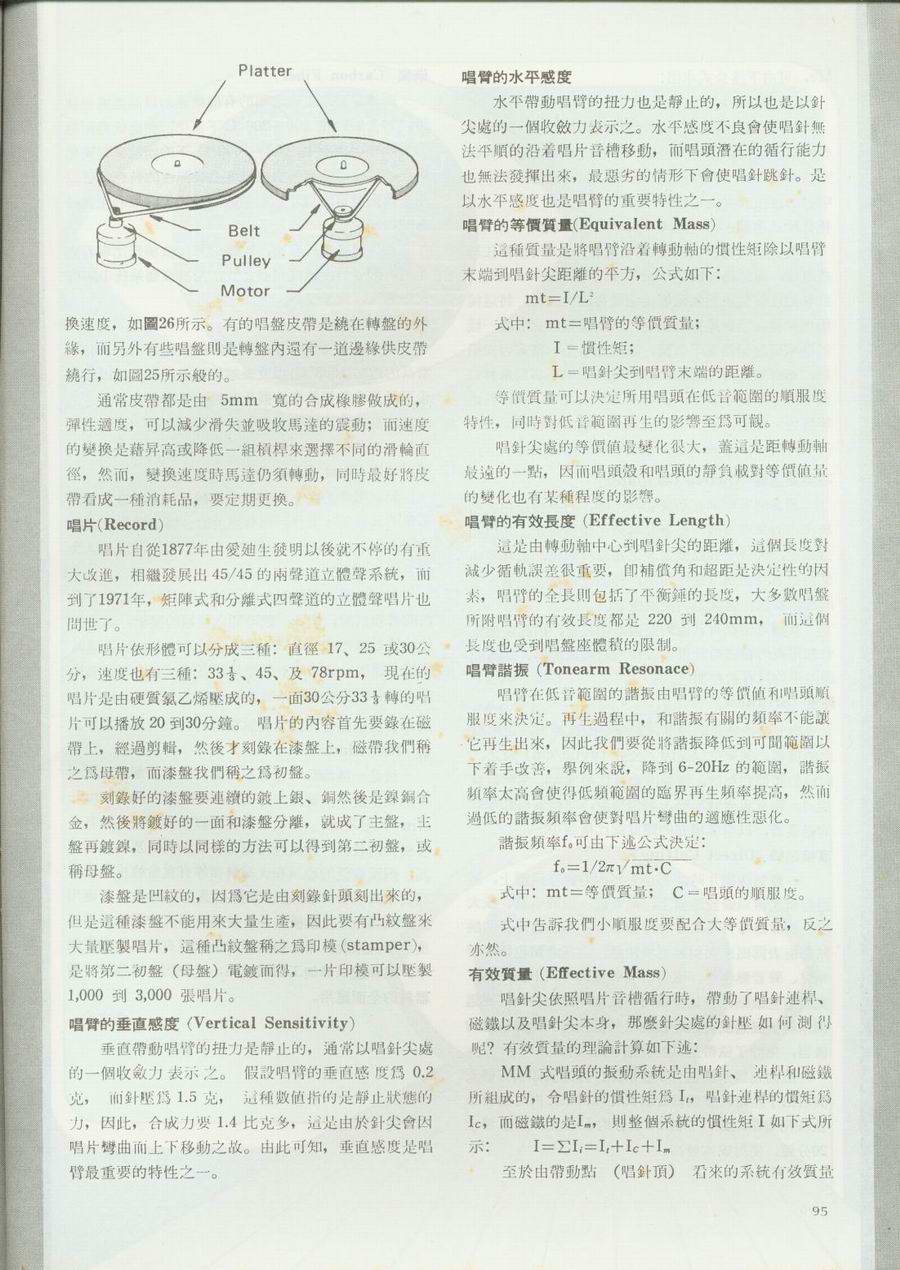 Platter
Belt
Pulley
Motor
換速度，如圖26所示。有的唱盤皮帶是繞在轉盤的外
緣，而另外有些唱盤則是轉盤內還有一道邊緣供皮帶
繞行，如圖25所示般的。
通常皮帶都是由 5mm 寬的合成橡膠做成的，
彈性適度，可以減少滑失並吸收馬達的震動；而速度
的變換是藉昇高或降低一組槓桿來選擇不同的滑輪直
徑，然而，變換速度時馬達仍須轉動，同時最好將皮
帶看成一種消耗品，要定期更換。
唱片(Record)
唱片自從1877年由愛廸生發明以後就不停的有重
大改進，相繼發展出 45/45 的兩聲道立體聲系統，而
到了1971年，矩陣式和分離式四聲道的立體聲唱片也
問世了。
唱片依形體可以分成三種：直徑 17、25 或30公
分，速度也有三種：33⅓、45、及 78rpm， 現在的
唱片是由硬質氯乙烯壓成的，一面30公分33⅓轉的唱
片可以播放 20 到30分鐘。 唱片的內容首先要錄在磁
帶上，經過剪輯，然後才刻錄在漆盤上，磁帶我們稱
之爲母帶，而漆盤我們稱之爲初盤。
刻錄好的漆盤要連續的鍍上銀、銅然後是鎳銅合
金，然後將鍍好的一面和漆盤分離，就成了主盤，主
盤再鍍鎳，同時以同樣的方法可以得到第二初盤，或
稱母盤。
漆盤是凹紋的，因爲它是由刻錄針頭刻出來的，
但是這種漆盤不能用來大量生產，因此要有凸紋盤來
大量壓製唱片，這種凸紋盤稱之爲印模(stamper)，
是將第二初盤（母盤）電鍍而得，一片印模可以壓製
1,000 到 3,000 張唱片。
唱臂的垂直感度 (Vertical Sensitivity)
垂直帶動唱臂的扭力是靜止的，通常以唱針尖處
的一個收斂力 表示 之。 假設唱臂的垂直感 度爲 0.2
克， 而針壓爲 1.5 克， 這種數値指的是靜止狀態的
力，因此，合成力要 1.4 比克多，這是由於針尖會因
唱片彎曲而上下移動之故。由此可知，垂直感度是唱
臂最重要的特性之一。
唱臂的水平感度
水平帶動唱臂的扭力也是靜止的，所以也是以針
尖處的一個收斂力表示之。水平感度不良會使唱針無
法平順的沿着唱片音槽移動，而唱頭潛在的循行能力
也無法發揮出來，最惡劣的情形下會使唱針跳針。是
以水平感度也是唱臂的重要特性之一。
唱臂的等價質量(Equivalent Mass)
這種質量是將唱臂沿着轉動軸的慣性矩除以唱臂
末端到唱針尖距離的平方，公式如下：
mt＝I/L²
式中： mt＝唱臂的等價質量；
I ＝慣性矩；
L ＝唱針尖到唱臂末端的距離。
等價質量可以決定所用唱頭在低音範圍的順服度
特性，同時對低音範圍再生的影響至爲可觀。
唱針尖處的等價值最變化很大，蓋這是距轉動軸
最遠的一點，因而唱頭殼和唱頭的靜負載對等價值量
的變化也有某種程度的影響。
唱臂的有效長度 (Effective Length)
這是由轉動軸中心到唱針尖的距離，這個長度對
減少循軌誤差很重要，卽補償角和超距是決定性的因
素，唱臂的全長則包括了平衡錘的長度，大多數唱盤
所附唱臂的有效長度都是 220 到 240mm， 而這個
長度也受到唱盤座體積的限制。
唱臂諧振 (Tonearm Resonace)
唱臂在低音範圍的諧振由唱臂的等價値和唱頭順
服度來決定。再生過程中，和諧振有關的頻率不能讓
它再生出來，因此我們要從將諧振降低到可聞範圍以
下着手改善，舉例來說，降到 6-20Hz 的範圍，諧振
頻率太高會使得低頻範圍的臨界再生頻率提高，然而
過低的諧振頻率會使對唱片彎曲的適應性惡化。
諧振頻率f₀可由下述公式決定：
f₀＝1/2π√mt·C
式中：mt＝等價質量； C＝唱頭的順服度。
式中告訴我們小順服度要配合大等價質量，反之
亦然。
有效質量 (Effective Mass)
唱針尖依照唱片音槽循行時，帶動了唱針連桿、
磁鐵以及唱針尖本身，那麼針尖處的針壓 如 何 測 得
呢？有效質量的理論計算如下述：
MM 式唱頭的振動系統是由唱針、 連桿和磁鐵
所組成的，令唱針的慣性矩爲 Iₜ，唱針連桿的慣矩爲
Ic，而磁鐵的是Iₘ， 則整個系統的慣性矩 I 如下式所
示： I＝∑Iᵢ＝Iₜ＋Ic＋Iₘ
至於由帶動點 （唱針頂） 看來的系統有效質量
95